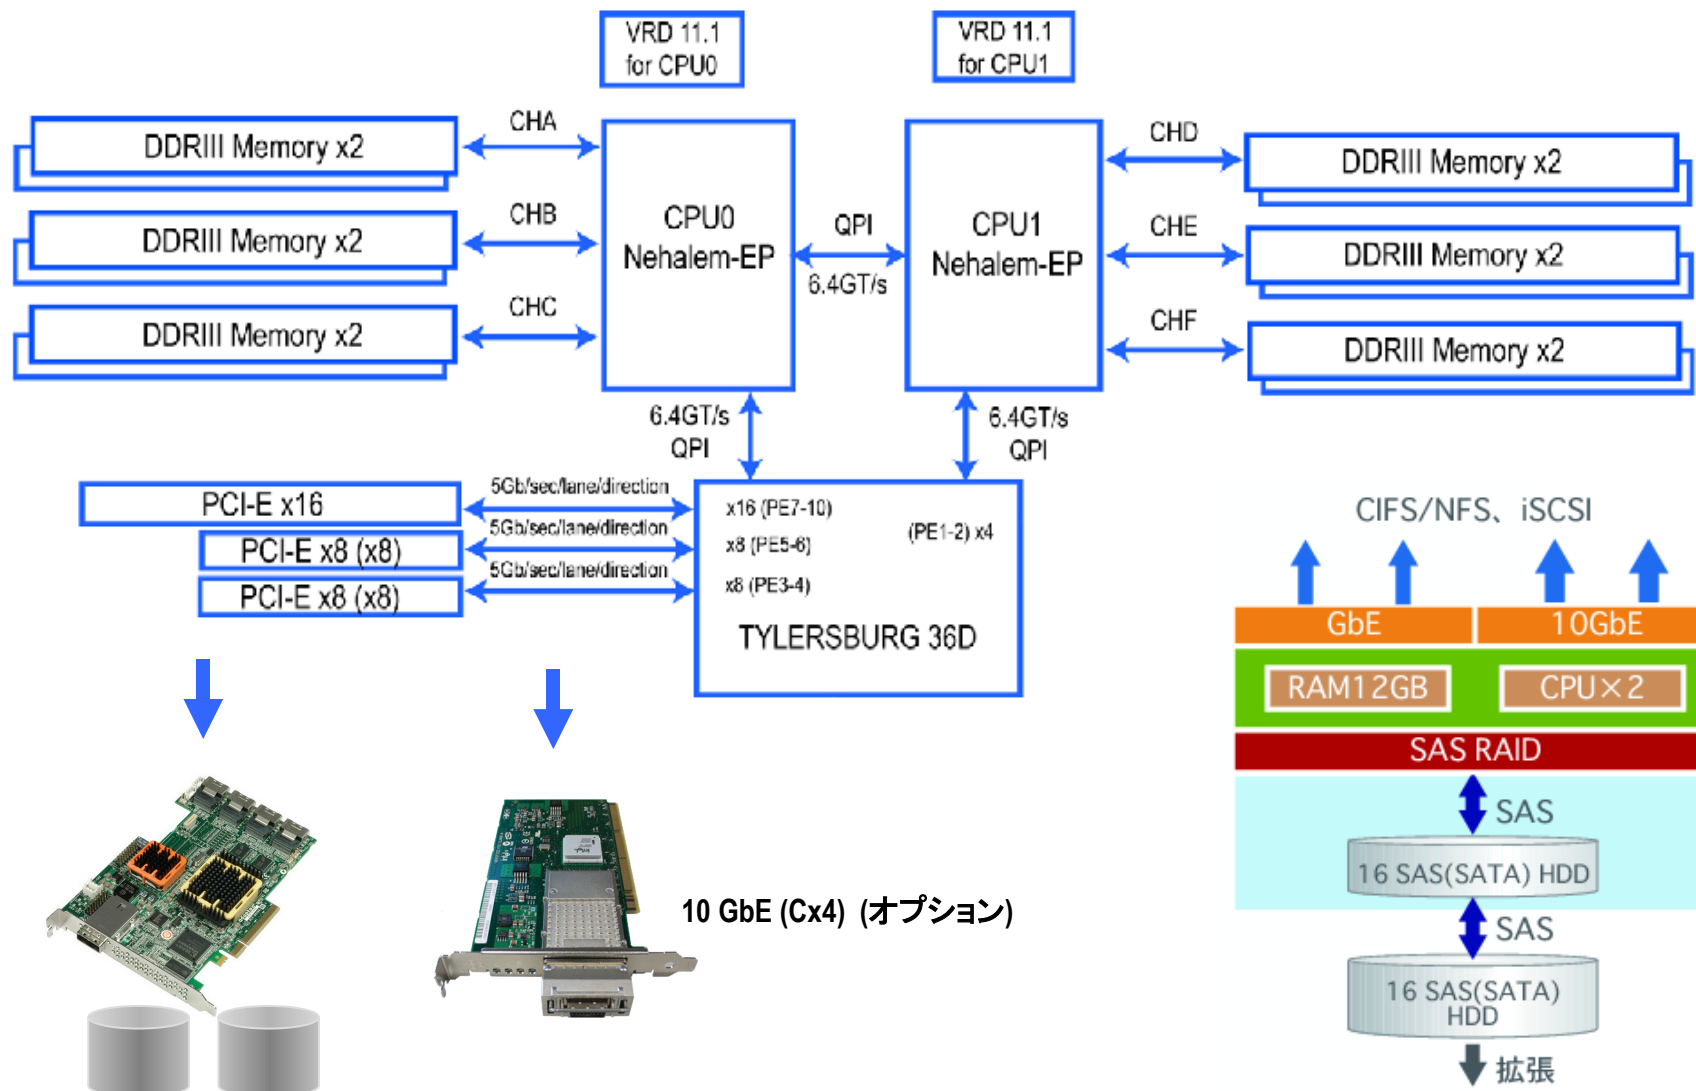 VRD 11.1
for CPU0
VRD 11.1
for CPU1
DDRIII Memory x2
CHA
DDRIII Memory x2
CHB
DDRIII Memory x2
CHC
CPU0
Nehalem-EP
QPI
6.4GT/s
CPU1
Nehalem-EP
CHD
DDRIII Memory x2
CHE
DDRIII Memory x2
CHF
DDRIII Memory x2
6.4GT/s
QPI
6.4GT/s
QPI
PCI-E x16
5Gb/sec/lane/direction
PCI-E x8 (x8)
5Gb/sec/lane/direction
PCI-E x8 (x8)
5Gb/sec/lane/direction
x16 (PE7-10)
(PE1-2) x4
x8 (PE5-6)
x8 (PE3-4)
TYLERSBURG 36D
10 GbE (Cx4) (オプション)
CIFS/NFS、iSCSI
GbE
10GbE
RAM12GB
CPU×2
SAS RAID
SAS
16 SAS(SATA) HDD
SAS
16 SAS(SATA)
HDD
拡張